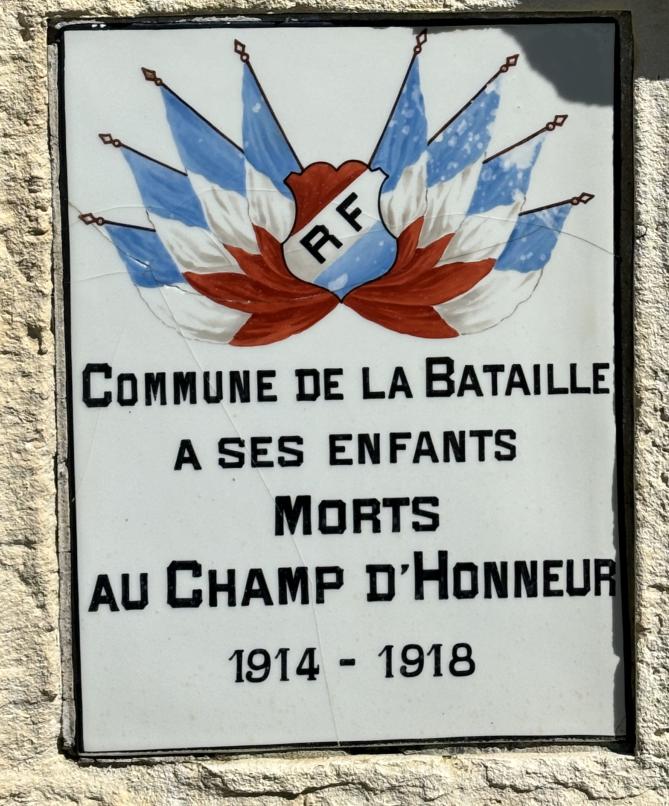 RF
COMMUNE DE LA BATAILLE
A SES ENFANTS
MORTS
AU CHAMP D'HONNEUR
1914 - 1918